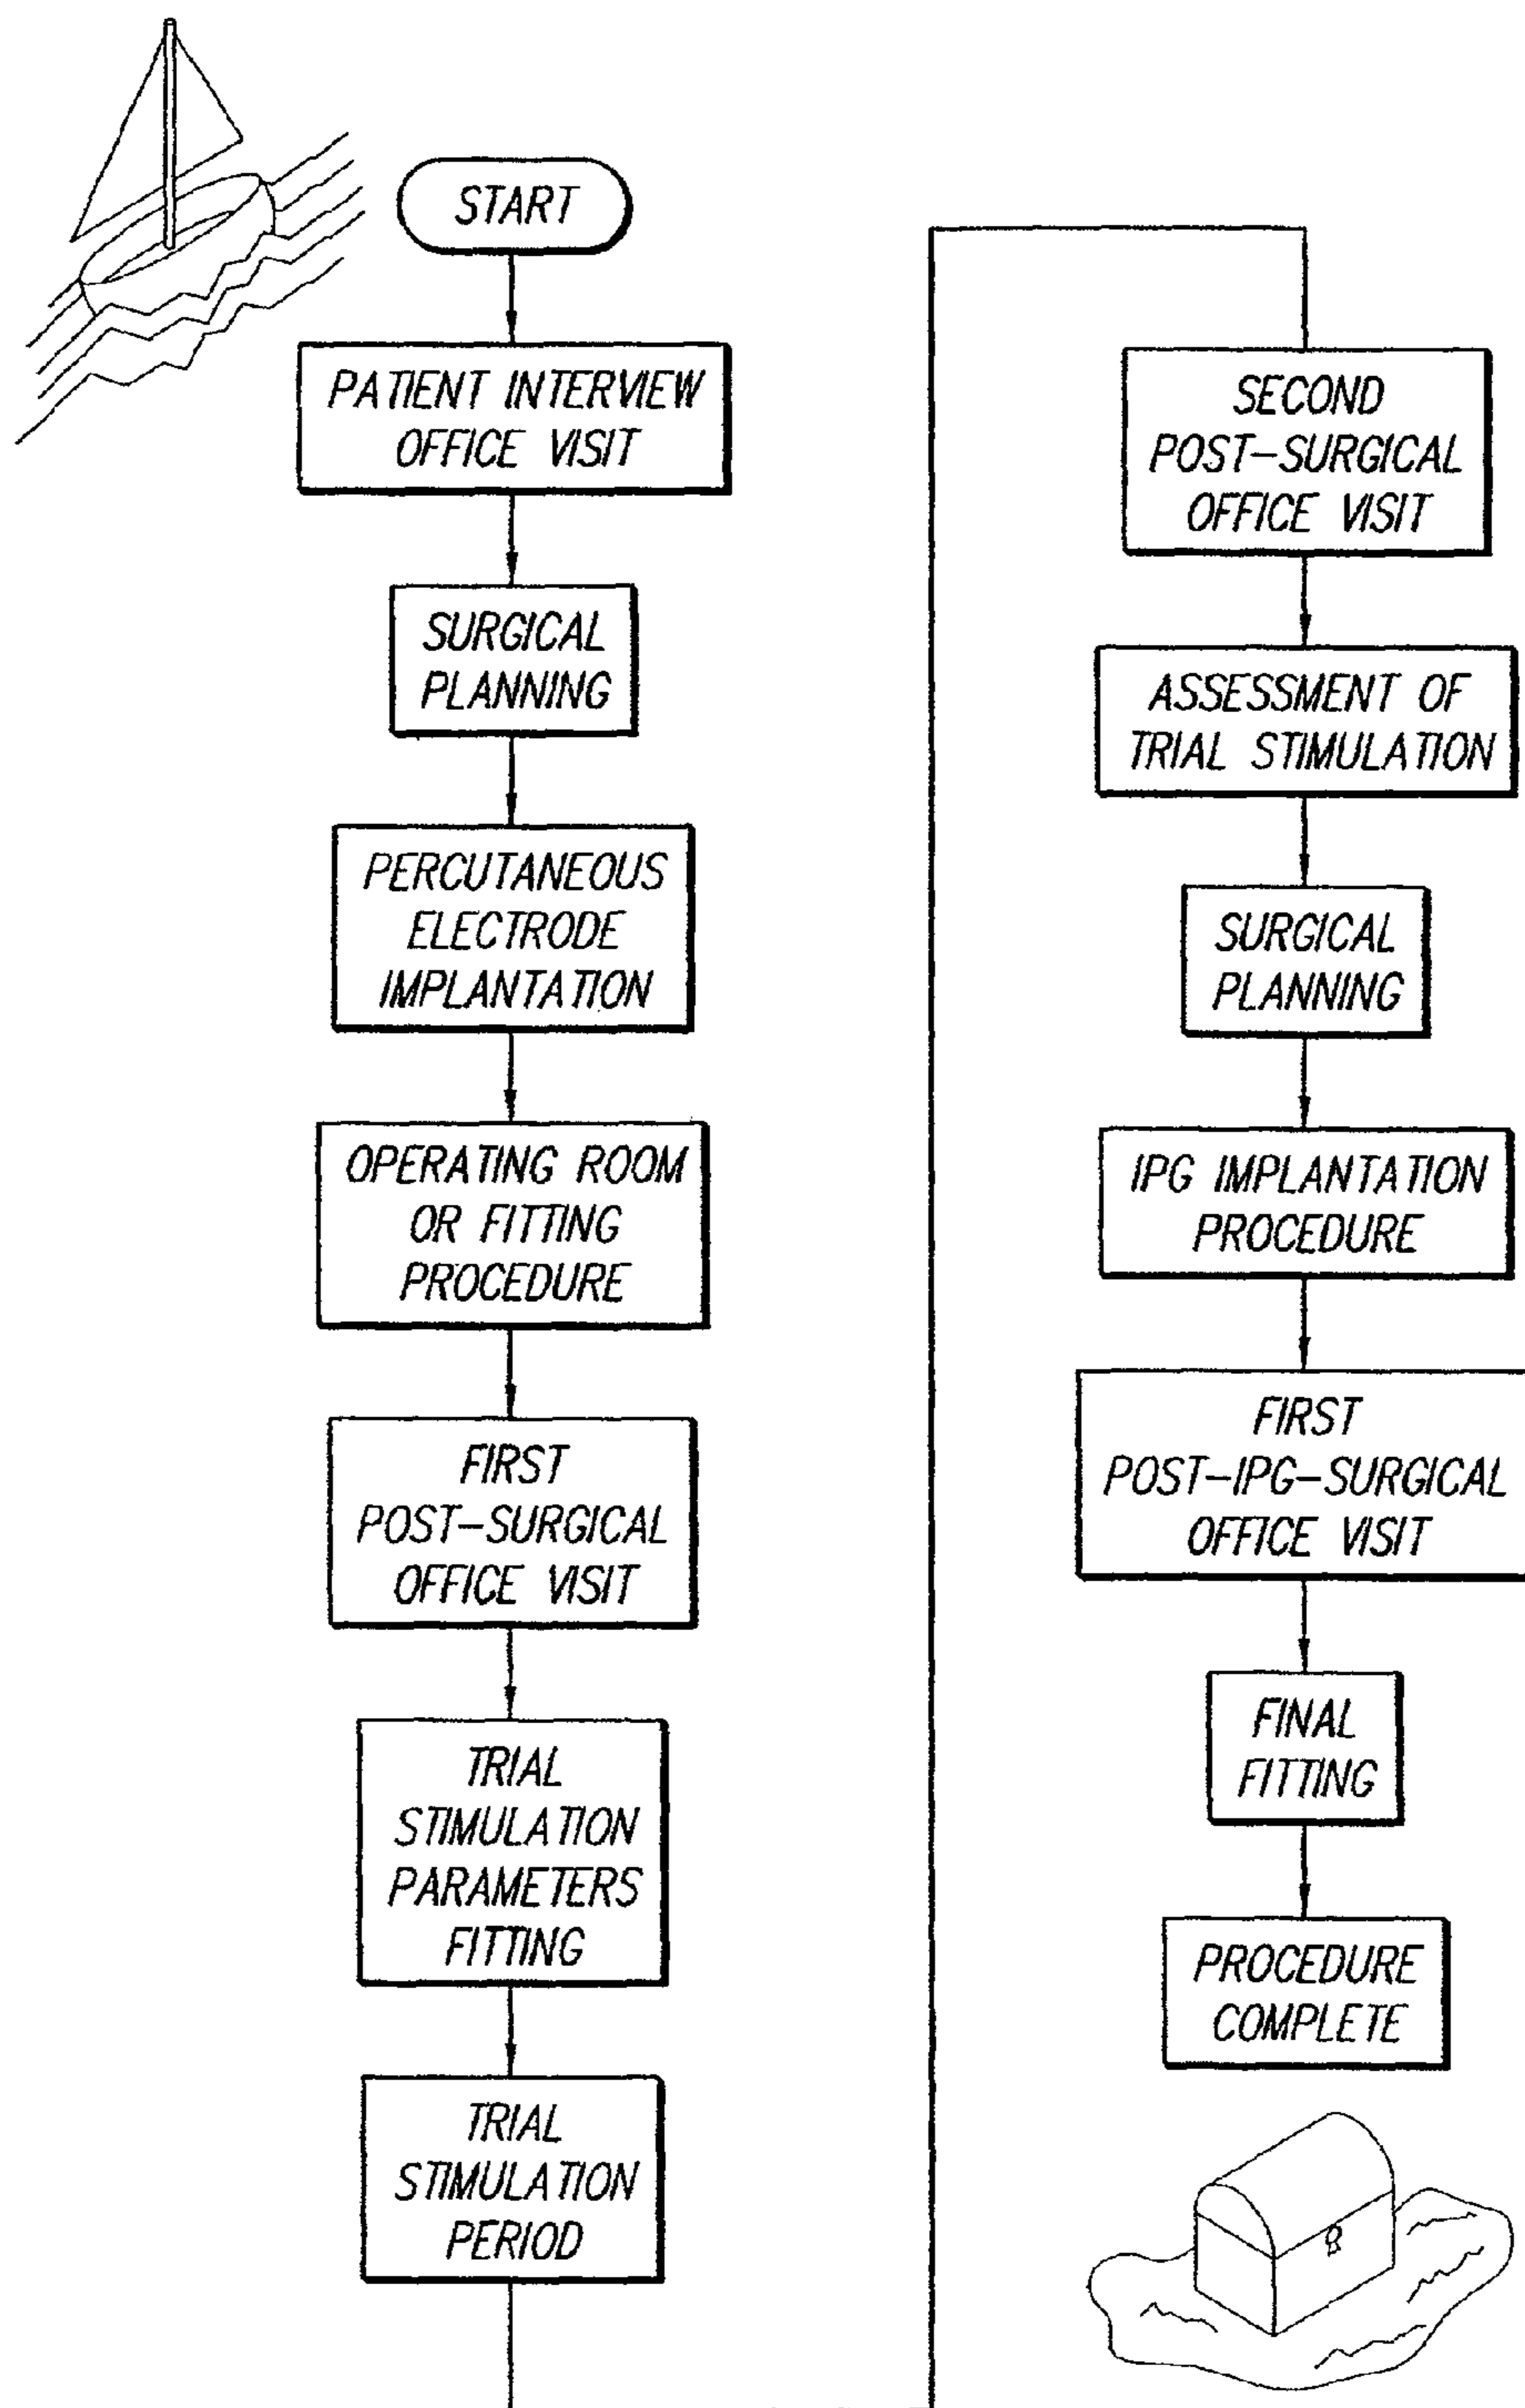 START
PATIENT INTERVIEW
OFFICE VISIT
SURGICAL
PLANNING
PERCUTANEOUS
ELECTRODE
IMPLANTATION
OPERATING ROOM
OR FITTING
PROCEDURE
FIRST
POST-SURGICAL
OFFICE VISIT
TRIAL
STIMULATION
PARAMETERS
FITTING
TRIAL
STIMULATION
PERIOD
SECOND
POST-SURGICAL
OFFICE VISIT
ASSESSMENT OF
TRIAL STIMULATION
SURGICAL
PLANNING
IPG IMPLANTATION
PROCEDURE
FIRST
POST-IPG-SURGICAL
OFFICE VISIT
FINAL
FITTING
PROCEDURE
COMPLETE